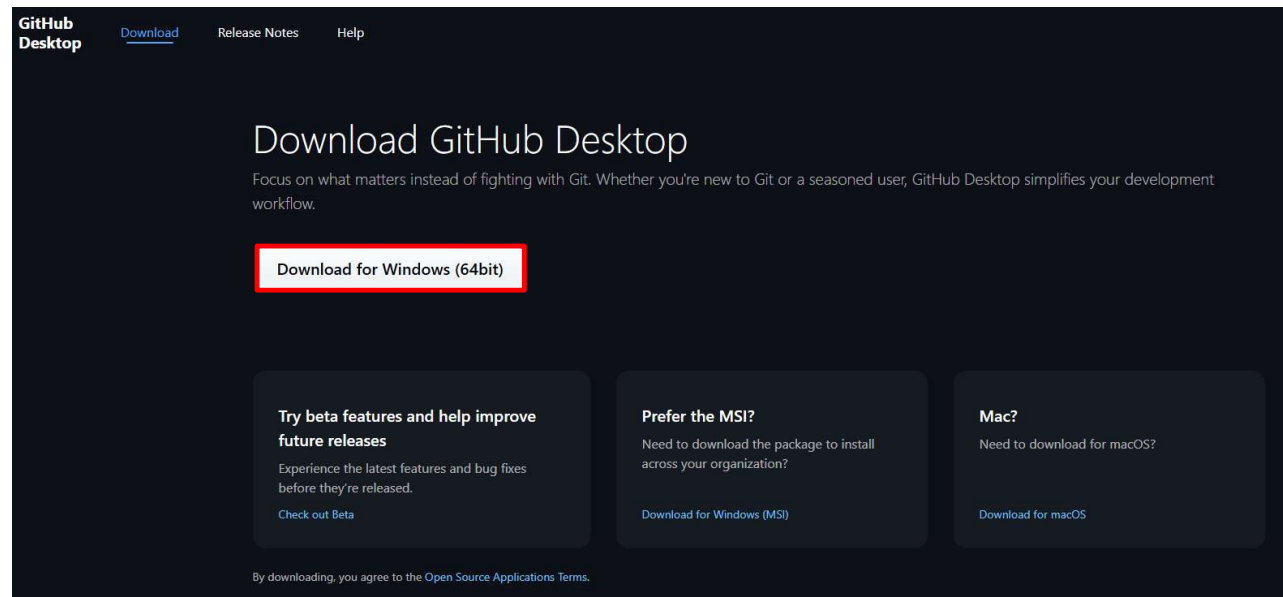 GitHub
Desktop
Download
Release Notes
Help
Download GitHub Desktop
Focus on what matters instead of fighting with Git. Whether you're new to Git or a seasoned user, GitHub Desktop simplifies your development
workflow.
Download for Windows (64bit)
Try beta features and help improve
future releases
Experience the latest features and bug fixes
before they're released.
Check out Beta
Prefer the MSI?
Need to download the package to install
across your organization?
Download for Windows (MSI)
Mac?
Need to download for macOS?
Download for macOS
By downloading, you agree to the Open Source Applications Terms.